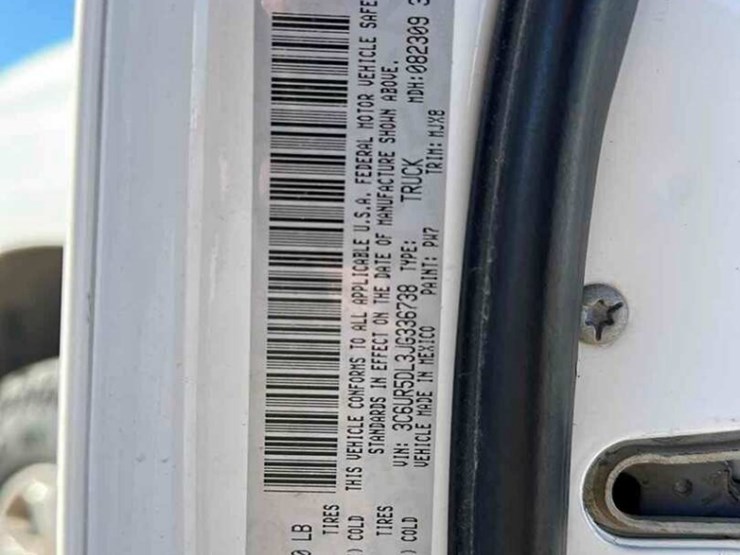 0 LB
TIRES
) COLD
THIS VEHICLE CONFORMS TO ALL APPLICABLE U.S.A. FEDERAL MOTOR VEHICLE SAFE
STANDARDS IN EFFECT ON THE DATE OF MANUFACTURE SHOWN ABOVE.
TIRES
) COLD
VIN: 3C6UR5DL3JG336738 TYPE: TRUCK MDH:082309 3
VEHICLE MADE IN MEXICO PAINT: PW7 TRIM: MJX8